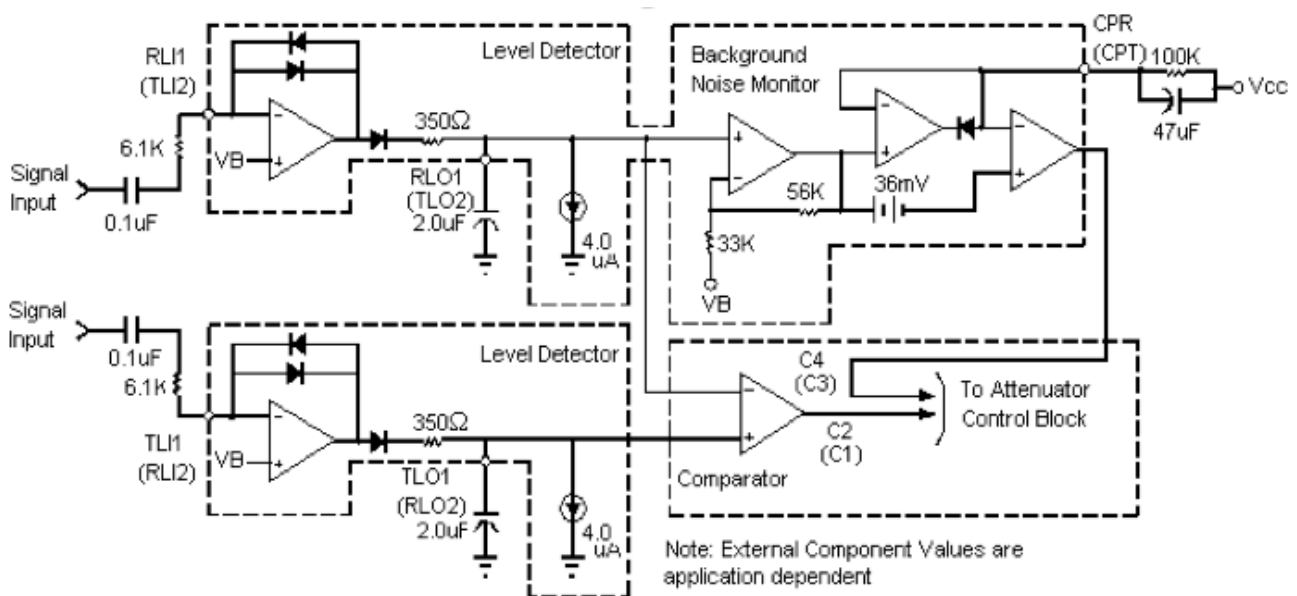 CPR
(CPT)
100K
Vcc
47uF
RLI1
(TLI2)
Level Detector
Background
Noise Monitor
6.1K
VB
350Ω
Signal
Input
0.1uF
RLO1
(TLO2)
2.0uF
4.0
uA
56K
36mV
33K
VB
Signal
Input
0.1uF
6.1K
Level Detector
TLI1
(RLI2)
VB
350Ω
TLO1
(RLO2)
2.0uF
4.0
uA
C4
(C3)
To Attenuator
Control Block
C2
(C1)
Comparator
Note: External Component Values are
application dependent